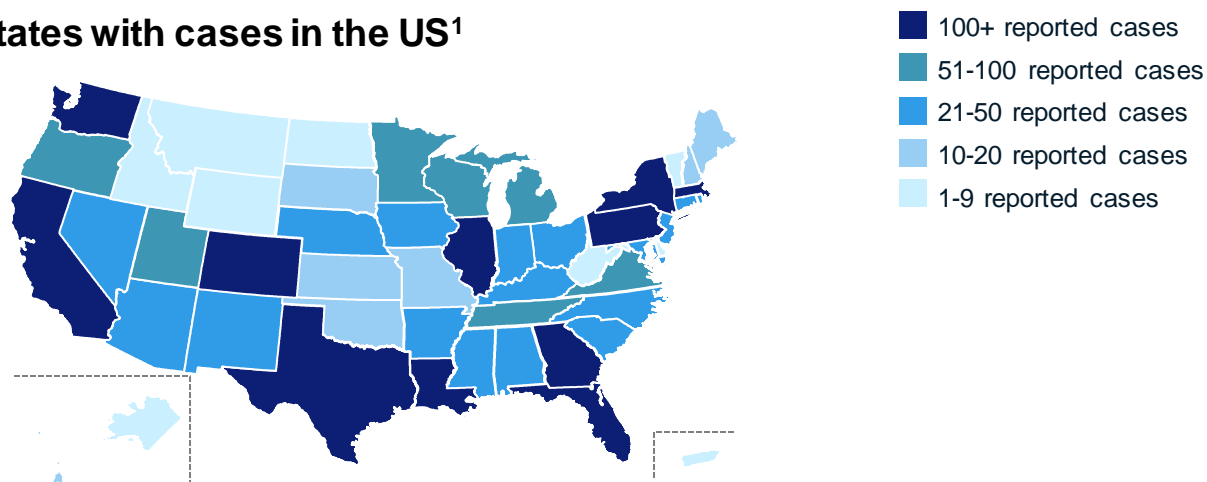 tates with cases in the US¹
100+ reported cases
51-100 reported cases
21-50 reported cases
10-20 reported cases
1-9 reported cases